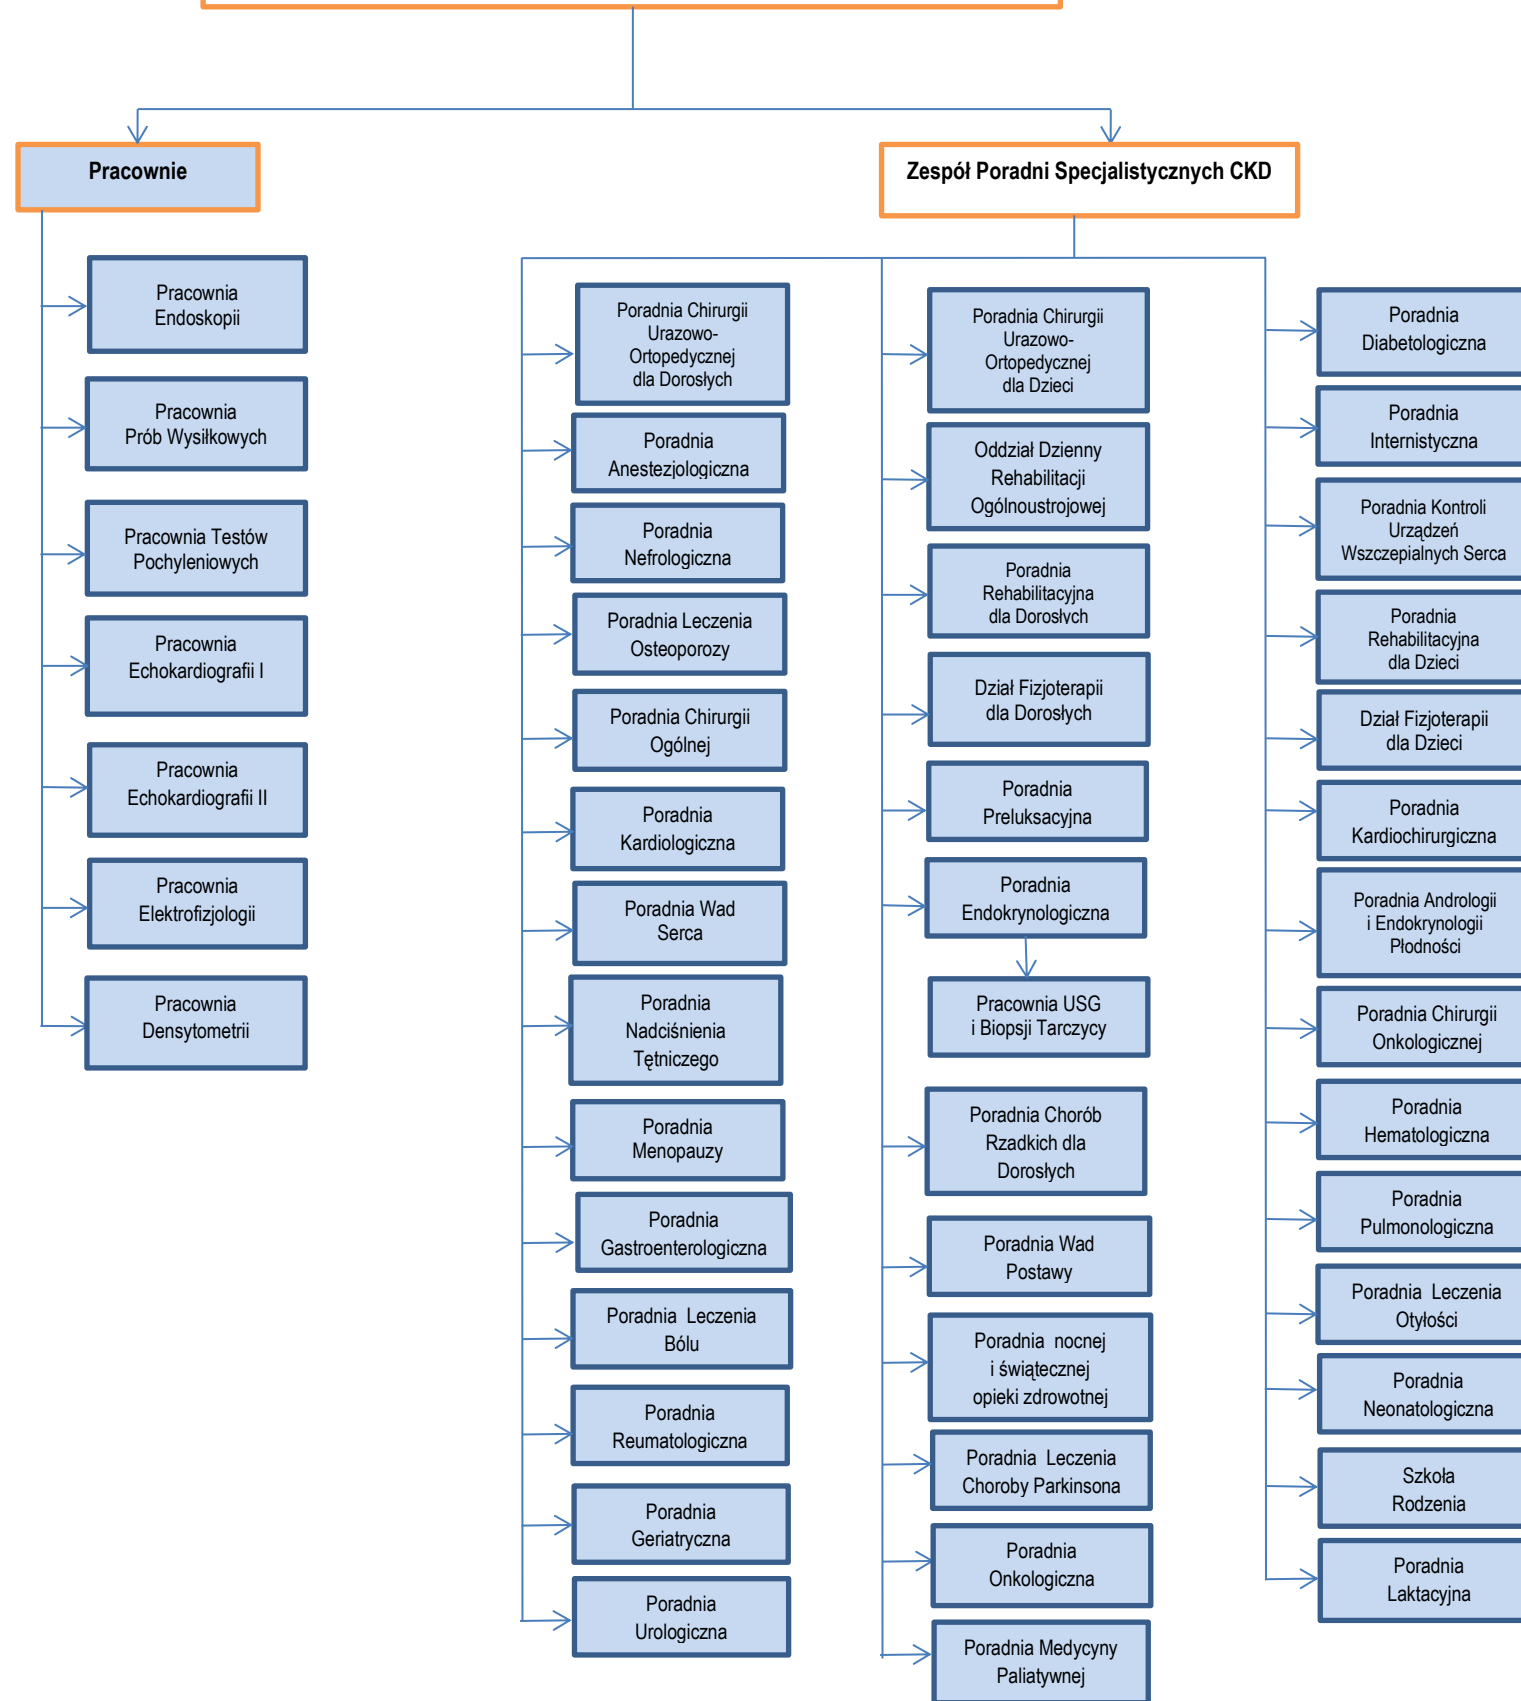 Pracownie
Zespół Poradni Specjalistycznych CKD
Pracownia
Endoskopii
Pracownia
Prób Wysiłkowych
Pracownia Testów
Pochyleniowych
Pracownia
Echokardiografii I
Pracownia
Echokardiografii II
Pracownia
Elektrofizjologii
Pracownia
Densytometrii
Poradnia Chirurgii
Urazowo-
Ortopedycznej
dla Dorosłych
Poradnia
Anestezjologiczna
Poradnia
Nefrologiczna
Poradnia Leczenia
Osteoporozy
Poradnia Chirurgii
Ogólnej
Poradnia
Kardiologiczna
Poradnia Wad
Serca
Poradnia
Nadciśnienia
Tętniczego
Poradnia
Menopauzy
Poradnia
Gastroenterologiczna
Poradnia Leczenia
Bólu
Poradnia
Reumatologiczna
Poradnia
Geriatryczna
Poradnia
Urologiczna
Poradnia Chirurgii
Urazowo-
Ortopedycznej
dla Dzieci
Oddział Dzienny
Rehabilitacji
Ogólnoustrojowej
Poradnia
Rehabilitacyjna
dla Dorosłych
Dział Fizjoterapii
dla Dorosłych
Poradnia
Preluksacyjna
Poradnia
Endokrynologiczna
Pracownia USG
i Biopsji Tarczycy
Poradnia Chorób
Rzadkich dla
Dorosłych
Poradnia Wad
Postawy
Poradnia nocnej
i świątecznej
opieki zdrowotnej
Poradnia Leczenia
Choroby Parkinsona
Poradnia
Onkologiczna
Poradnia Medycyny
Paliatywnej
Poradnia
Diabetologiczna
Poradnia
Internistyczna
Poradnia Kontroli
Urządzeń
Wszczepialnych Serca
Poradnia
Rehabilitacyjna
dla Dzieci
Dział Fizjoterapii
dla Dzieci
Poradnia
Kardiochirurgiczna
Poradnia Andrologii
i Endokrynologii
Płodności
Poradnia Chirurgii
Onkologicznej
Poradnia
Hematologiczna
Poradnia
Pulmonologiczna
Poradnia Leczenia
Otyłości
Poradnia
Neonatologiczna
Szkoła
Rodzenia
Poradnia
Laktacyjna